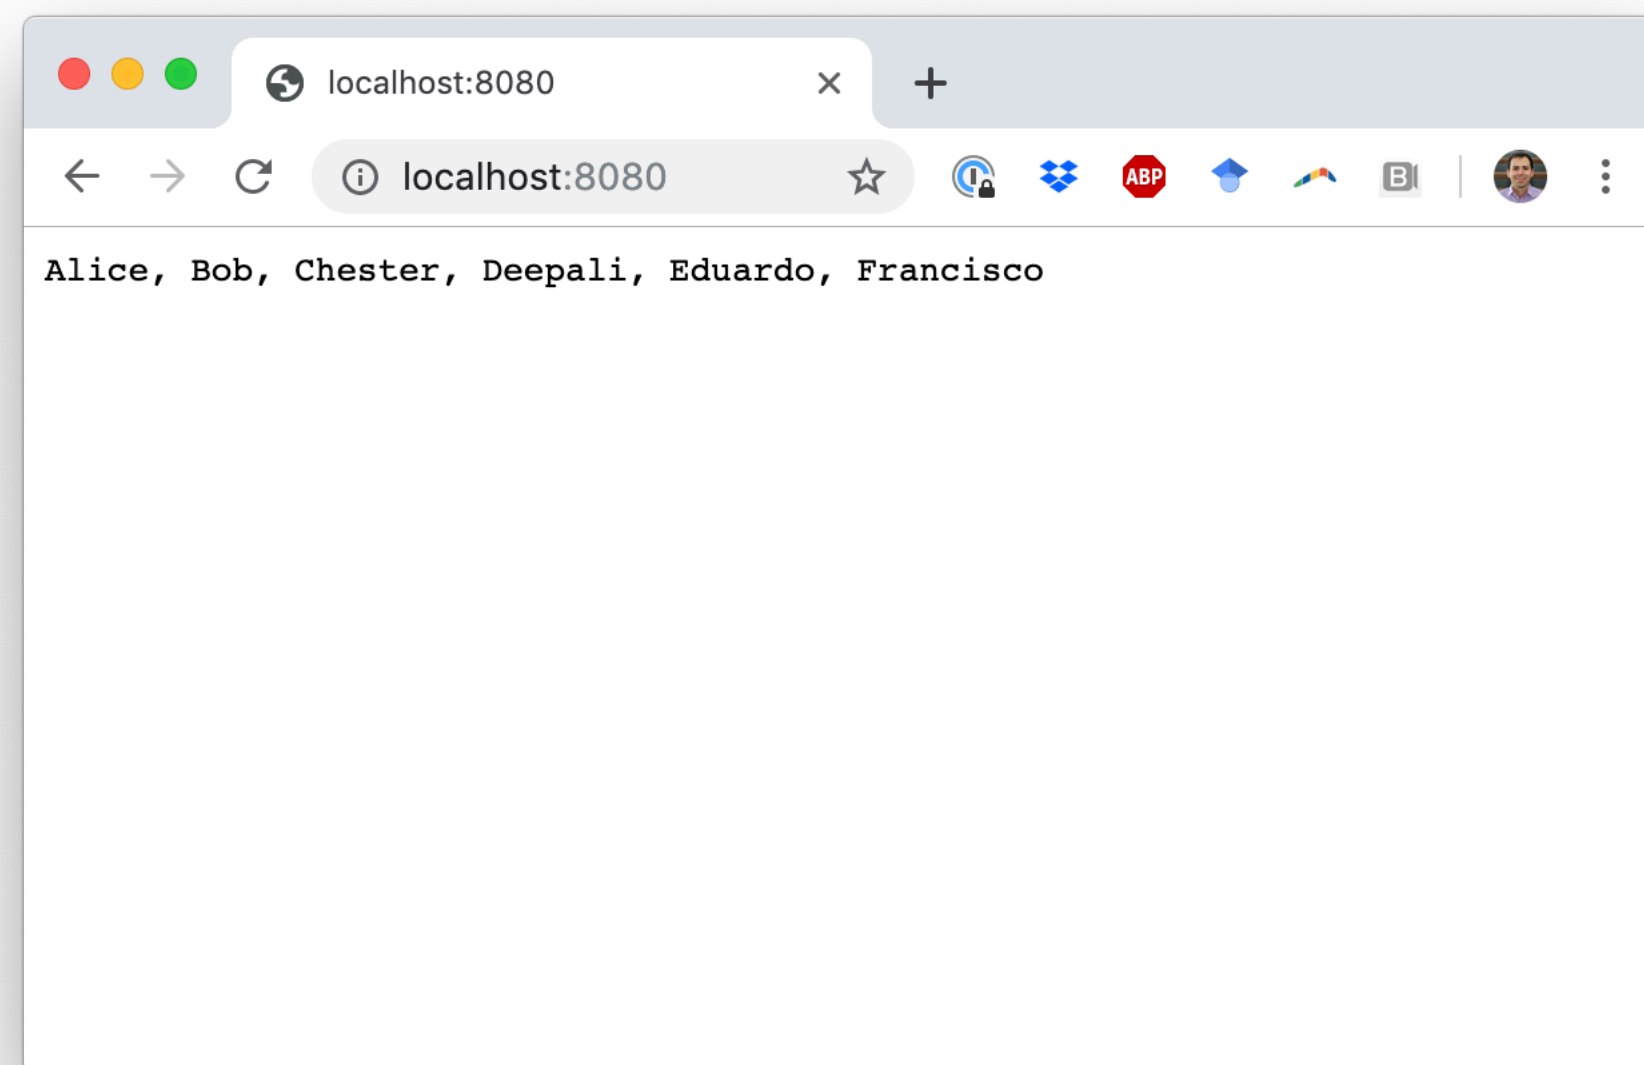 localhost:8080
localhost:8080
ABP
B
Alice, Bob, Chester, Deepali, Eduardo, Francisco